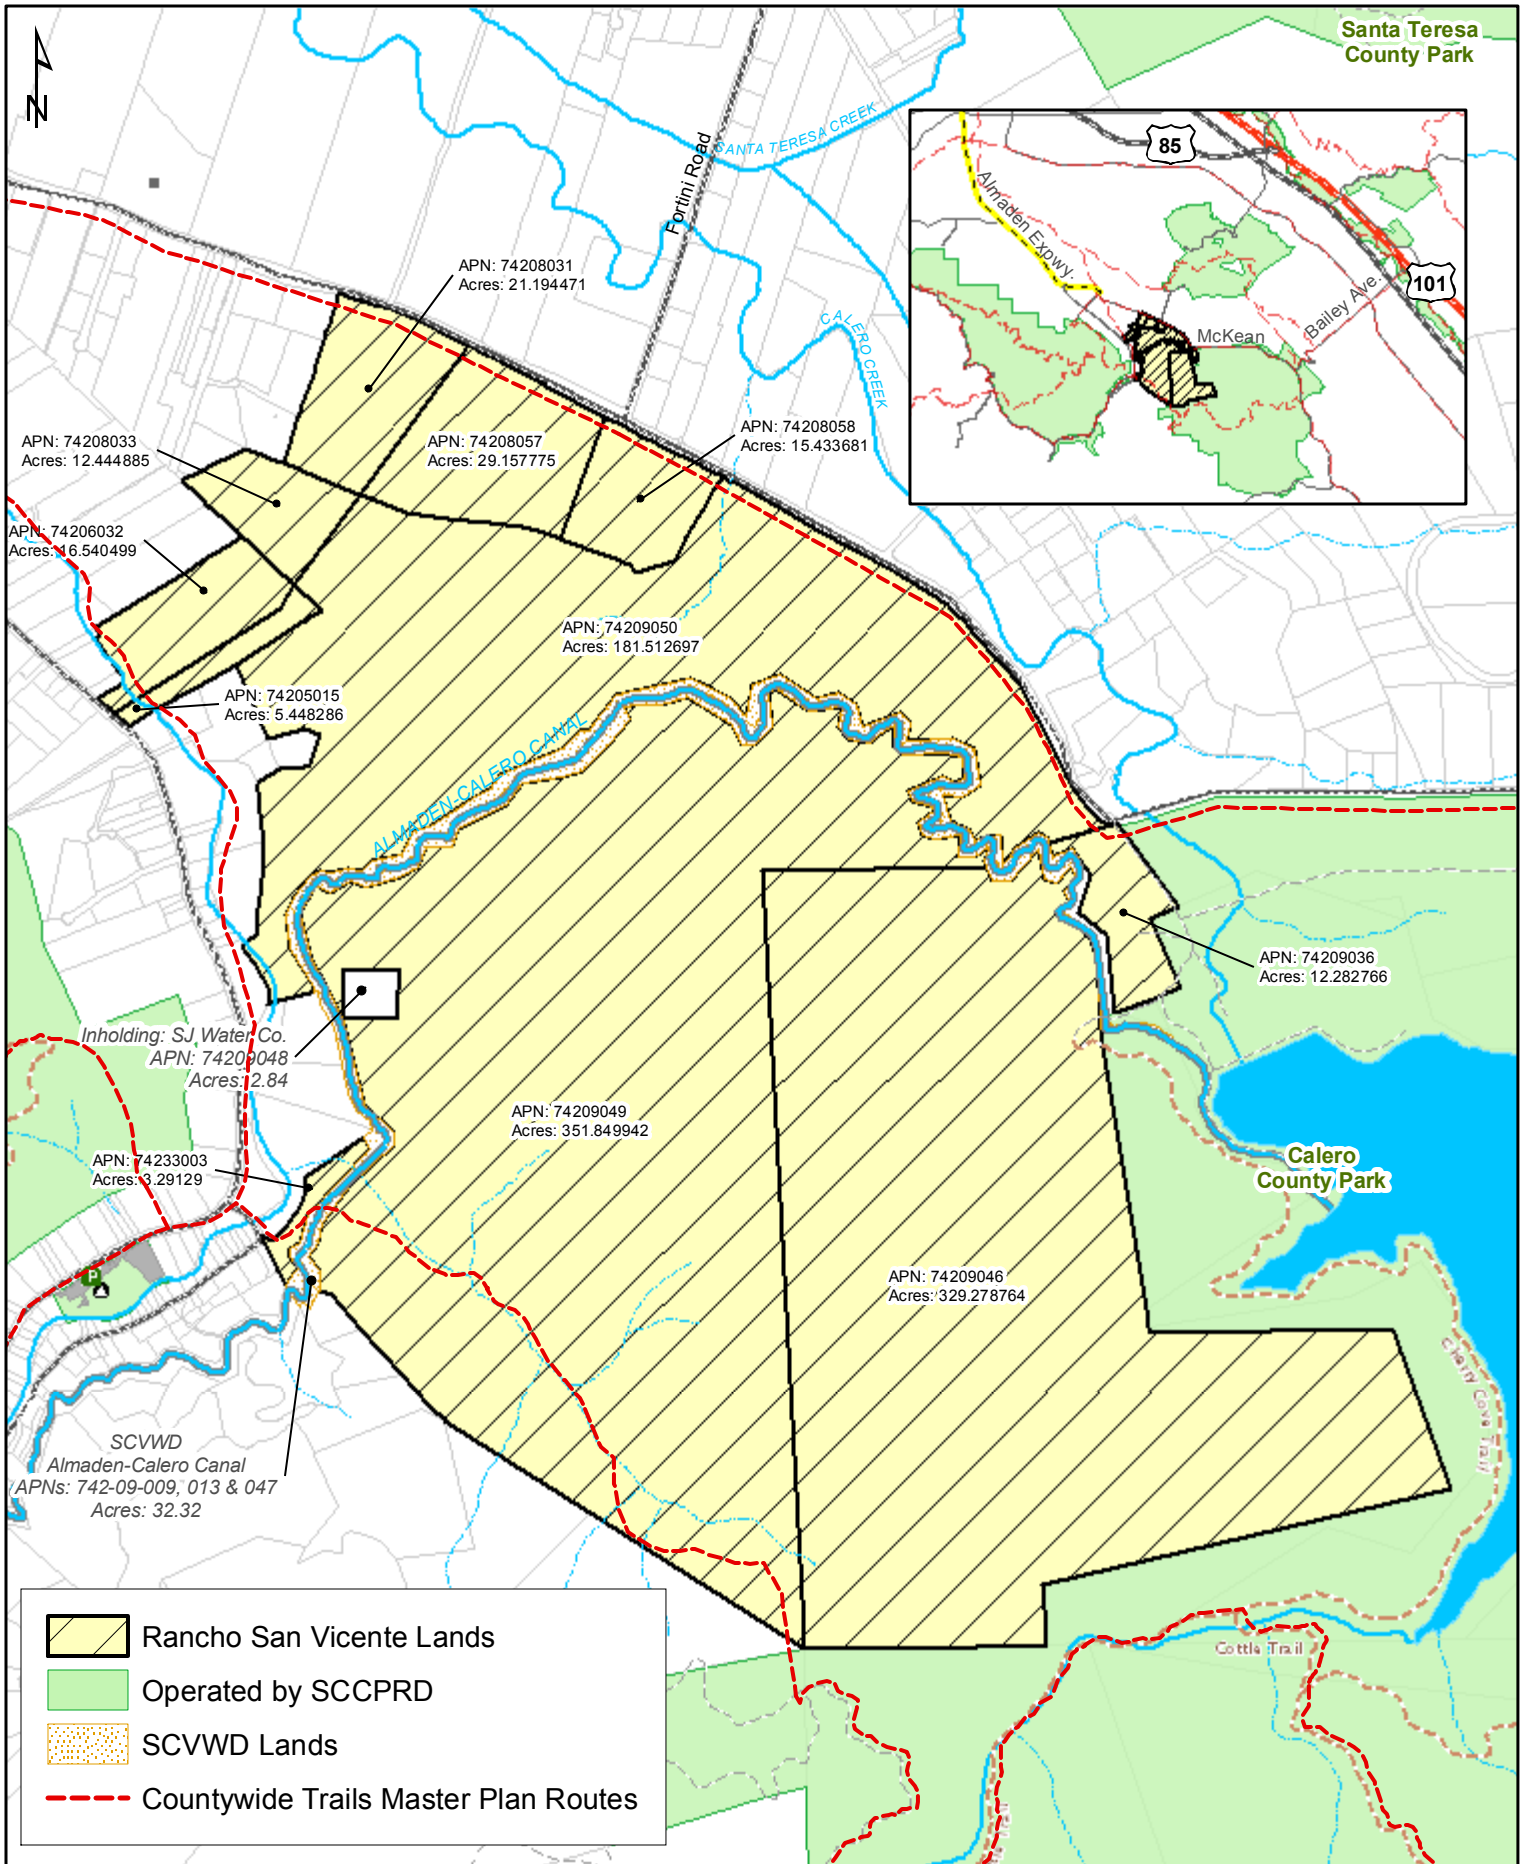 Santa Teresa
County Park
N
SANTA TERESA CREEK
Fortini Road
85
Almaden Expwy.
101
Bailey Ave.
McKean
APN: 74208031
Acres: 21.194471
CALERO CREEK
APN: 74208033
Acres: 12.444885
APN: 74208057
Acres: 29.157775
APN: 74208058
Acres: 15.433681
APN: 74206032
Acres: 16.540499
APN: 74209050
Acres: 181.512697
APN: 74205015
Acres: 5.448286
ALMADEN-CALERO CANAL
APN: 74209036
Acres: 12.282766
Inholding: SJ Water Co.
APN: 74209048
Acres: 2.84
APN: 74209049
Acres: 351.849942
APN: 74233003
Acres: 3.29129
Calero
County Park
P
APN: 74209046
Acres: 329.278764
Cherry Cove Trail
SCVWD
Almaden-Calero Canal
APNs: 742-09-009, 013 & 047
Acres: 32.32
Cottle Trail
Rancho San Vicente Lands
Operated by SCCPRD
SCVWD Lands
Countywide Trails Master Plan Routes